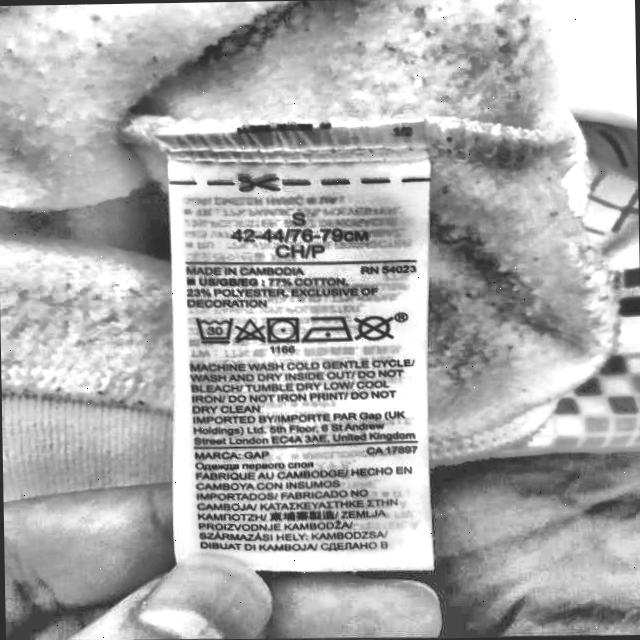 1/2
S
42-44/76-79CM
CH/P
MADE IN CAMBODIA RN 54023
US/GB/EG : 77% COTTON,
23% POLYESTER, EXCLUSIVE OF
DECORATION
30
1166
MACHINE WASH COLD GENTLE CYCLE/
WASH AND DRY INSIDE OUT/ DO NOT
BLEACH/ TUMBLE DRY LOW/ COOL
IRON/ DO NOT IRON PRINT/ DO NOT
DRY CLEAN
IMPORTED BY/IMPORTE PAR Gap (UK
Holdings) Ltd. 5th Floor, 6 St Andrew
Street London EC4A 3AE, United Kingdom
MARCA: GAP CA 17897
Одежда первого слоя
FABRIQUE AU CAMBODGE/ HECHO EN
CAMBOYA CON INSUMOS
IMPORTADOS/ FABRICADO NO
CAMBOJA/ ΚΑΤΑΣΚΕΥΑΣΤΗΚΕ ΣΤΗΝ
ΚΑΜΠΟΤΖΗ/ 柬埔寨製造/ ZEMLJA
PROIZVODNJE KAMBODŽA/
SZÁRMAZÁSI HELY: KAMBODZSA/
DIBUAT DI KAMBOJA/ СДЕЛАНО В